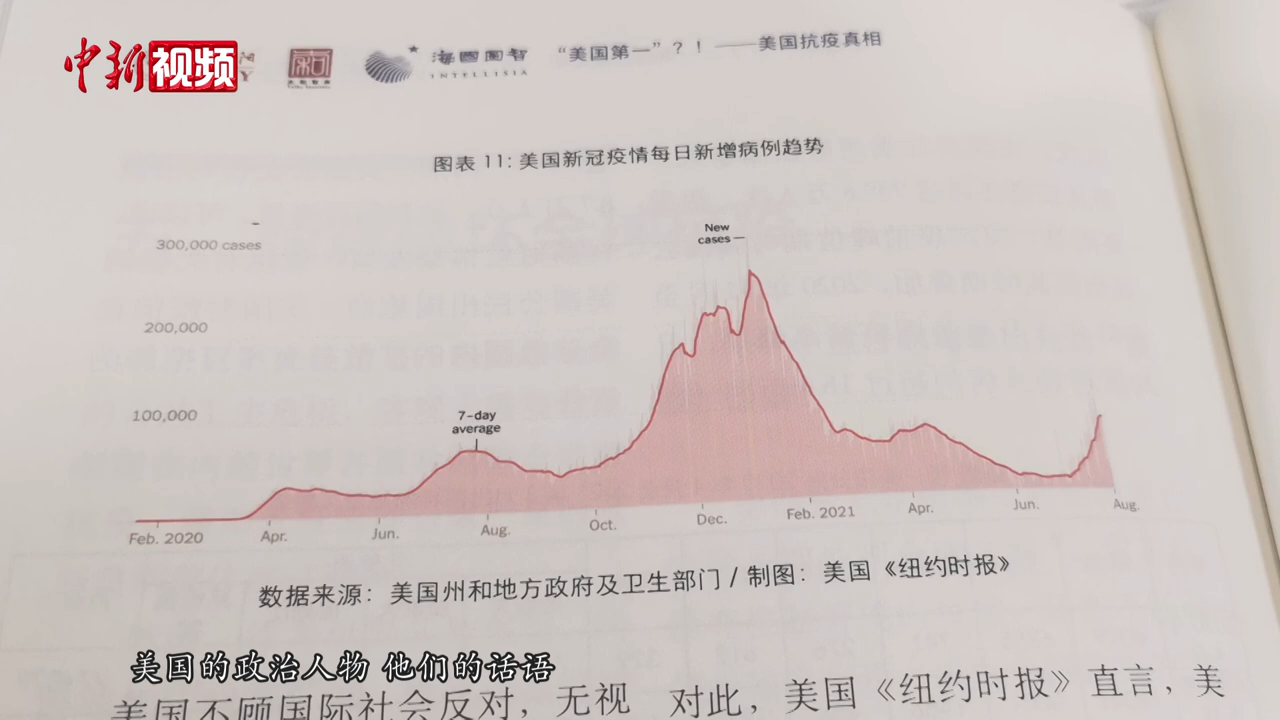 中新视频
海国图智
INTELLISIA
“美国第一”？！——美国抗疫真相
图表 11: 美国新冠疫情每日新增病例趋势
300,000 cases
200,000
100,000
New
cases
7-day
average
Feb. 2020
Apr.
Jun.
Aug.
Oct.
Dec.
Feb. 2021
Apr.
Jun.
Aug.
数据来源：美国州和地方政府及卫生部门 / 制图：美国《纽约时报》
美国的政治人物 他们的话语
美国不顾国际社会反对，无视
对此，美国《纽约时报》直言，美